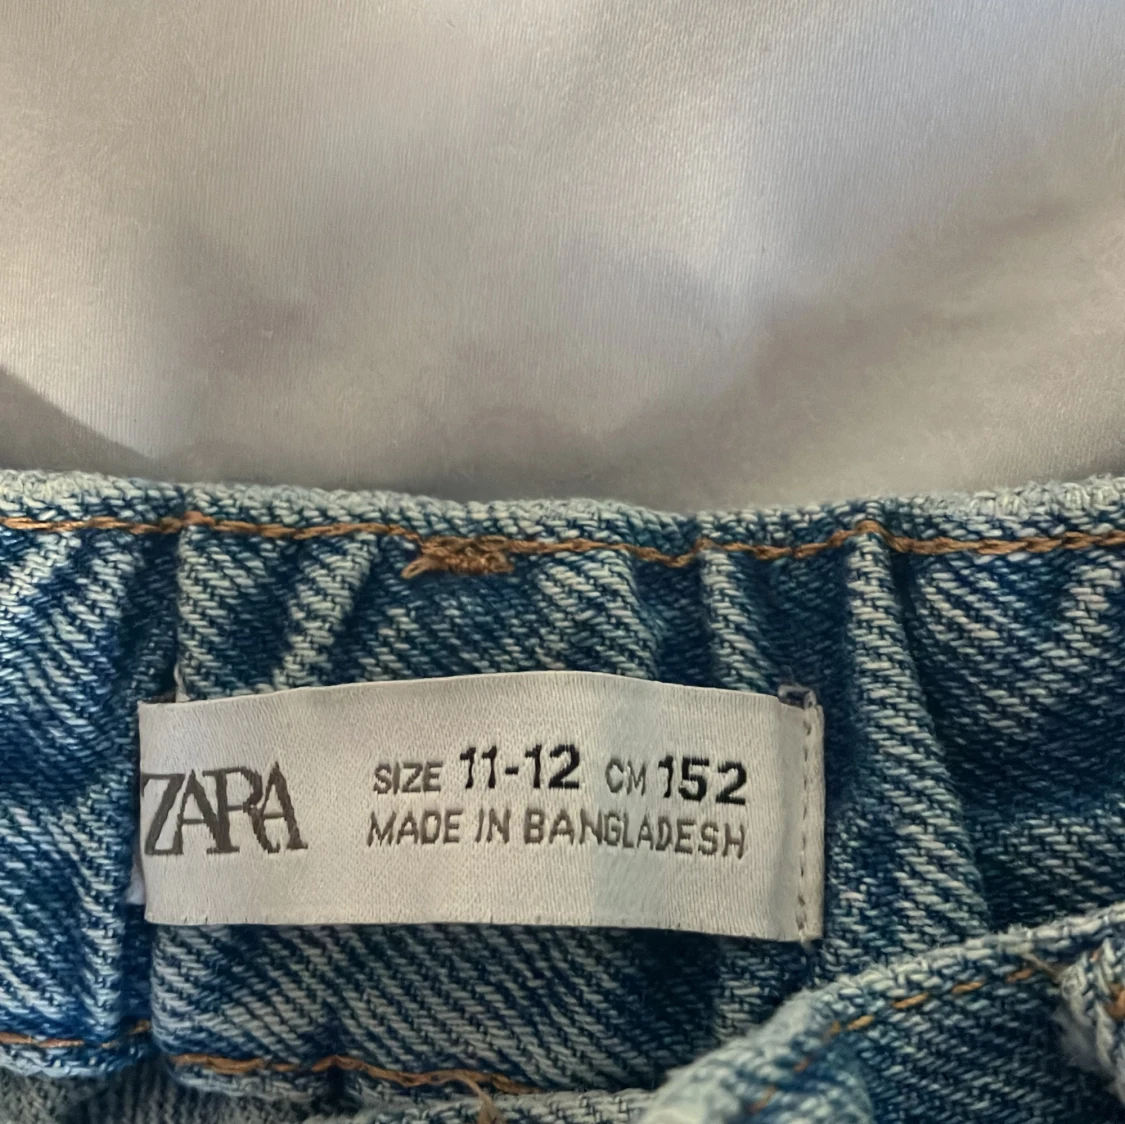 ZARA
SIZE 11-12 CM 152
MADE IN BANGLADESH